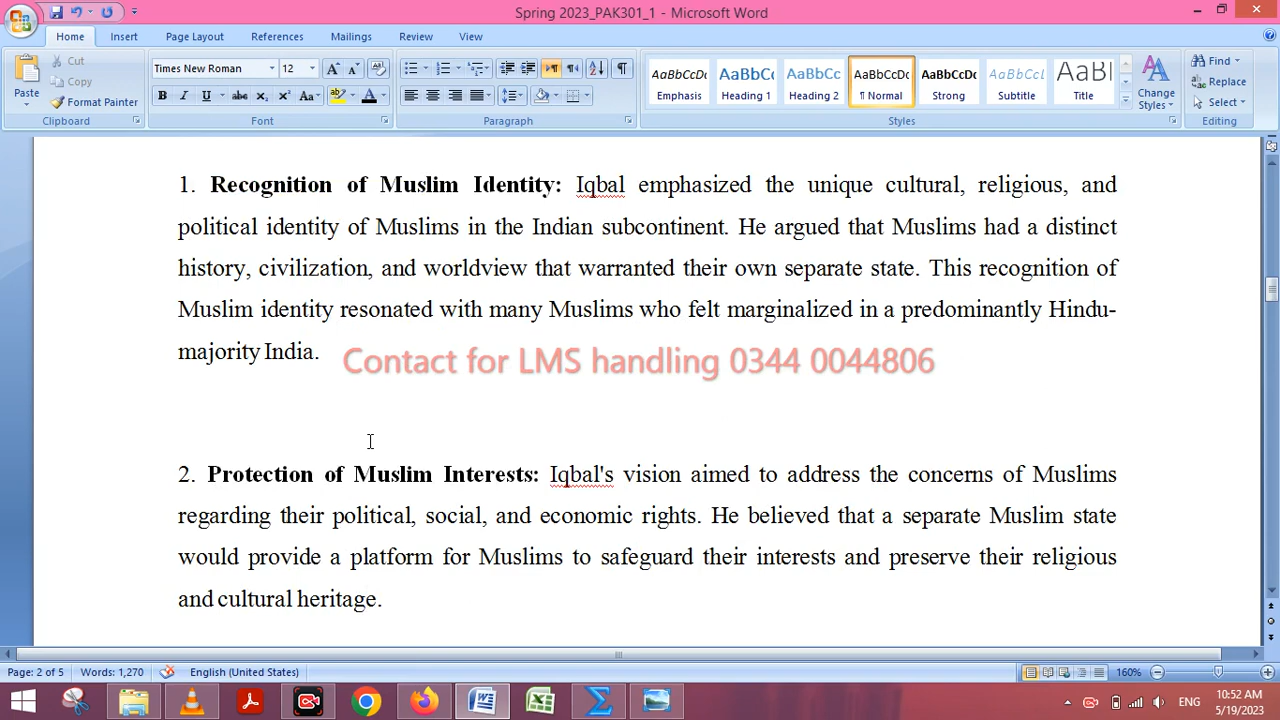 Spring 2023_PAK301_1 - Microsoft Word
Home Insert Page Layout References Mailings Review View
Paste Cut Copy Format Painter
Clipboard
Times New Roman 12
Font
Paragraph
AaBbCcDc AaBbCc AaBbCc AaBbCcDc AaBbCcDc AaBbCcDc AaBl
Emphasis Heading 1 Heading 2 ¶ Normal Strong Subtitle Title
Change Styles
Styles
Find Replace Select
Editing
1. Recognition of Muslim Identity: Iqbal emphasized the unique cultural, religious, and
political identity of Muslims in the Indian subcontinent. He argued that Muslims had a distinct
history, civilization, and worldview that warranted their own separate state. This recognition of
Muslim identity resonated with many Muslims who felt marginalized in a predominantly Hindu-
majority India.
Contact for LMS handling 0344 0044806
2. Protection of Muslim Interests: Iqbal's vision aimed to address the concerns of Muslims
regarding their political, social, and economic rights. He believed that a separate Muslim state
would provide a platform for Muslims to safeguard their interests and preserve their religious
and cultural heritage.
Page: 2 of 5 Words: 1,270 English (United States) 160%
ENG 10:52 AM
5/19/2023